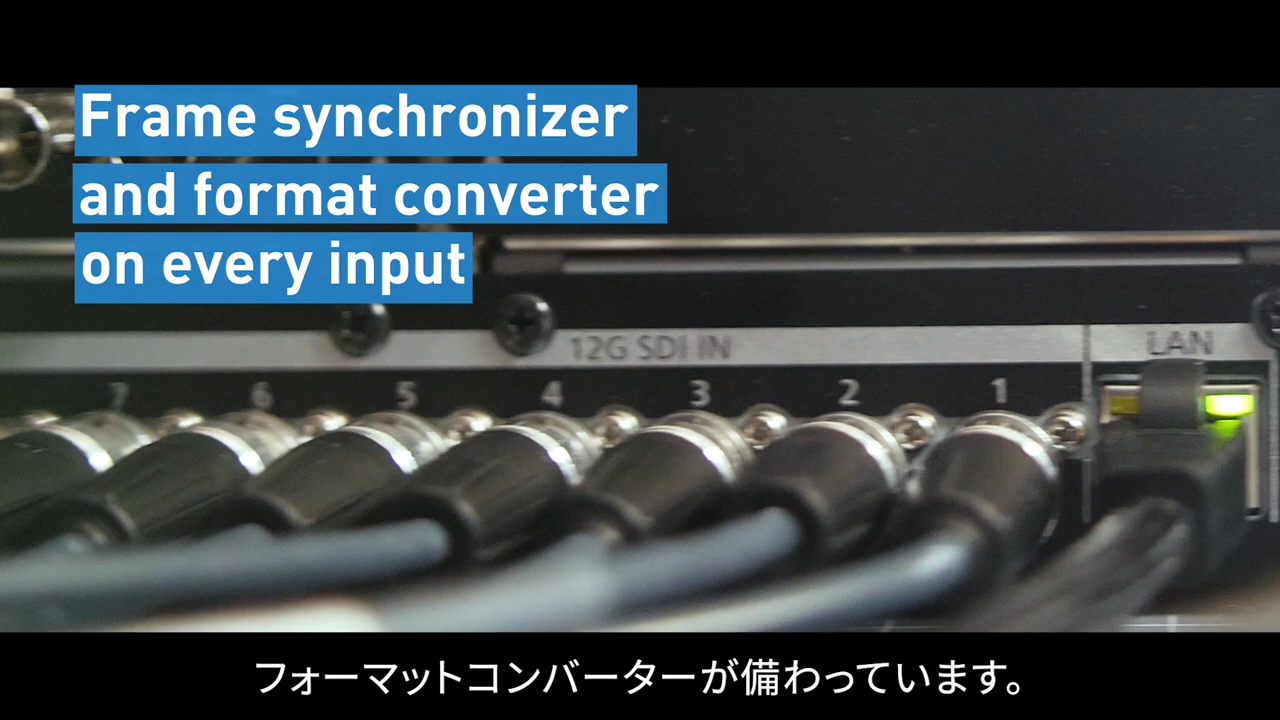 Frame synchronizer
and format converter
on every input
12G SDI IN
LAN
7 6 5 4 3 2 1
フォーマットコンバーターが備わっています。